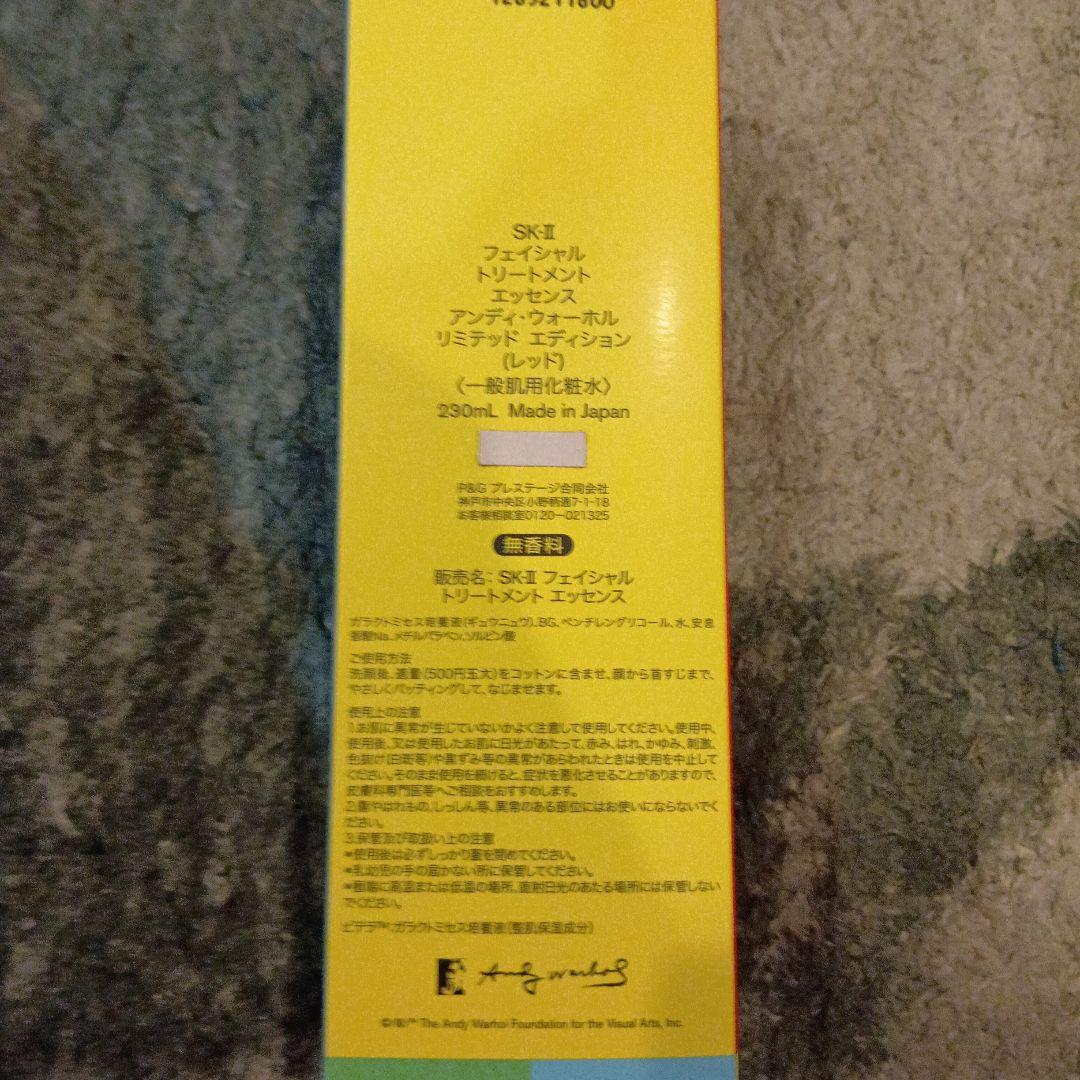 SK-II
フェイシャル
トリートメント
エッセンス
アンディ・ウォーホル
リミテッド エディション
(レッド)
〈一般肌用化粧水〉
230mL Made in Japan
P&G プレステージ合同会社
神戸市中央区小野柄通7-1-18
お客様相談室0120-021325
無香料
販売名: SK-II フェイシャル
トリートメント エッセンス
ガラクトミセス培養液(ギュウニュウ)、BG、ペンチレングリコール、水、安息
香酸Na、メチルパラベン、ソルビン酸
ご使用方法
洗顔後、適量(500円玉大)をコットンに含ませ、顔から首すじまで、
やさしくパッティングして、なじませます。
使用上の注意
1.お肌に異常が生じていないかよく注意して使用してください。使用中、
使用後、又は使用したお肌に日光があたって、赤み、はれ、かゆみ、刺激、
色抜け(白斑等)や黒ずみ等の異常があらわれたときは使用を中止して
ください。そのまま使用を続けると、症状を悪化させることがありますので、
皮膚科専門医等へご相談をおすすめします。
2.傷やはれもの、しっしん等、異常のある部位にはお使いにならないでく
ださい。
3.保管及び取扱い上の注意
•使用後は必ずしっかり蓋を閉めてください。
•乳幼児の手の届かない所に保管してください。
•極端に高温または低温の場所、直射日光のあたる場所には保管しない
でください。
ピテラ™:ガラクトミセス培養液(整肌保湿成分)
Andy Warhol
©/®/™ The Andy Warhol Foundation for the Visual Arts, Inc.